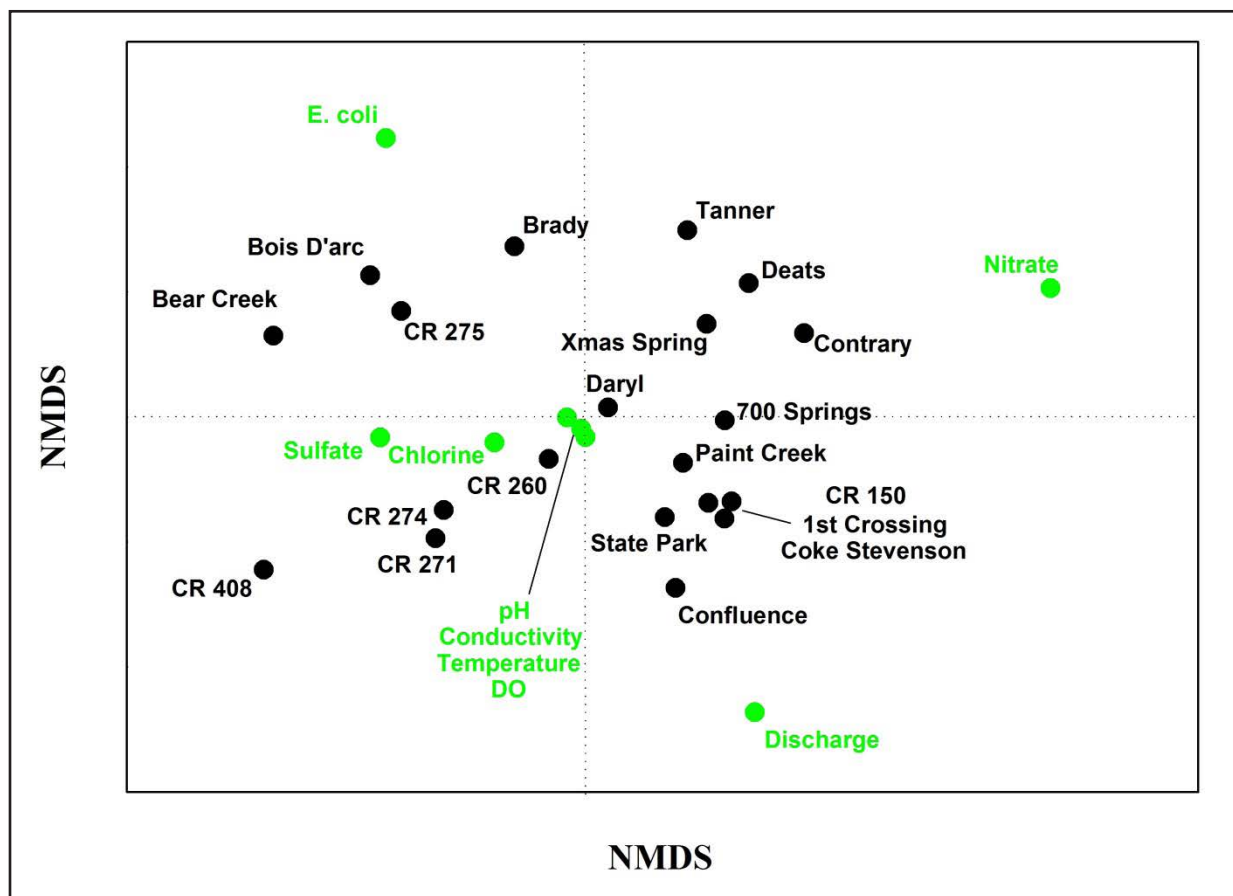 E. coli
Tanner
Brady
Bois D'arc
Deats
Nitrate
Bear Creek
CR 275
Xmas Spring
Contrary
Daryl
700 Springs
NMDS
Sulfate
Chlorine
Paint Creek
CR 260
CR 150
1st Crossing
Coke Stevenson
CR 274
State Park
CR 271
CR 408
pH
Conductivity
Temperature
DO
Confluence
Discharge
NMDS